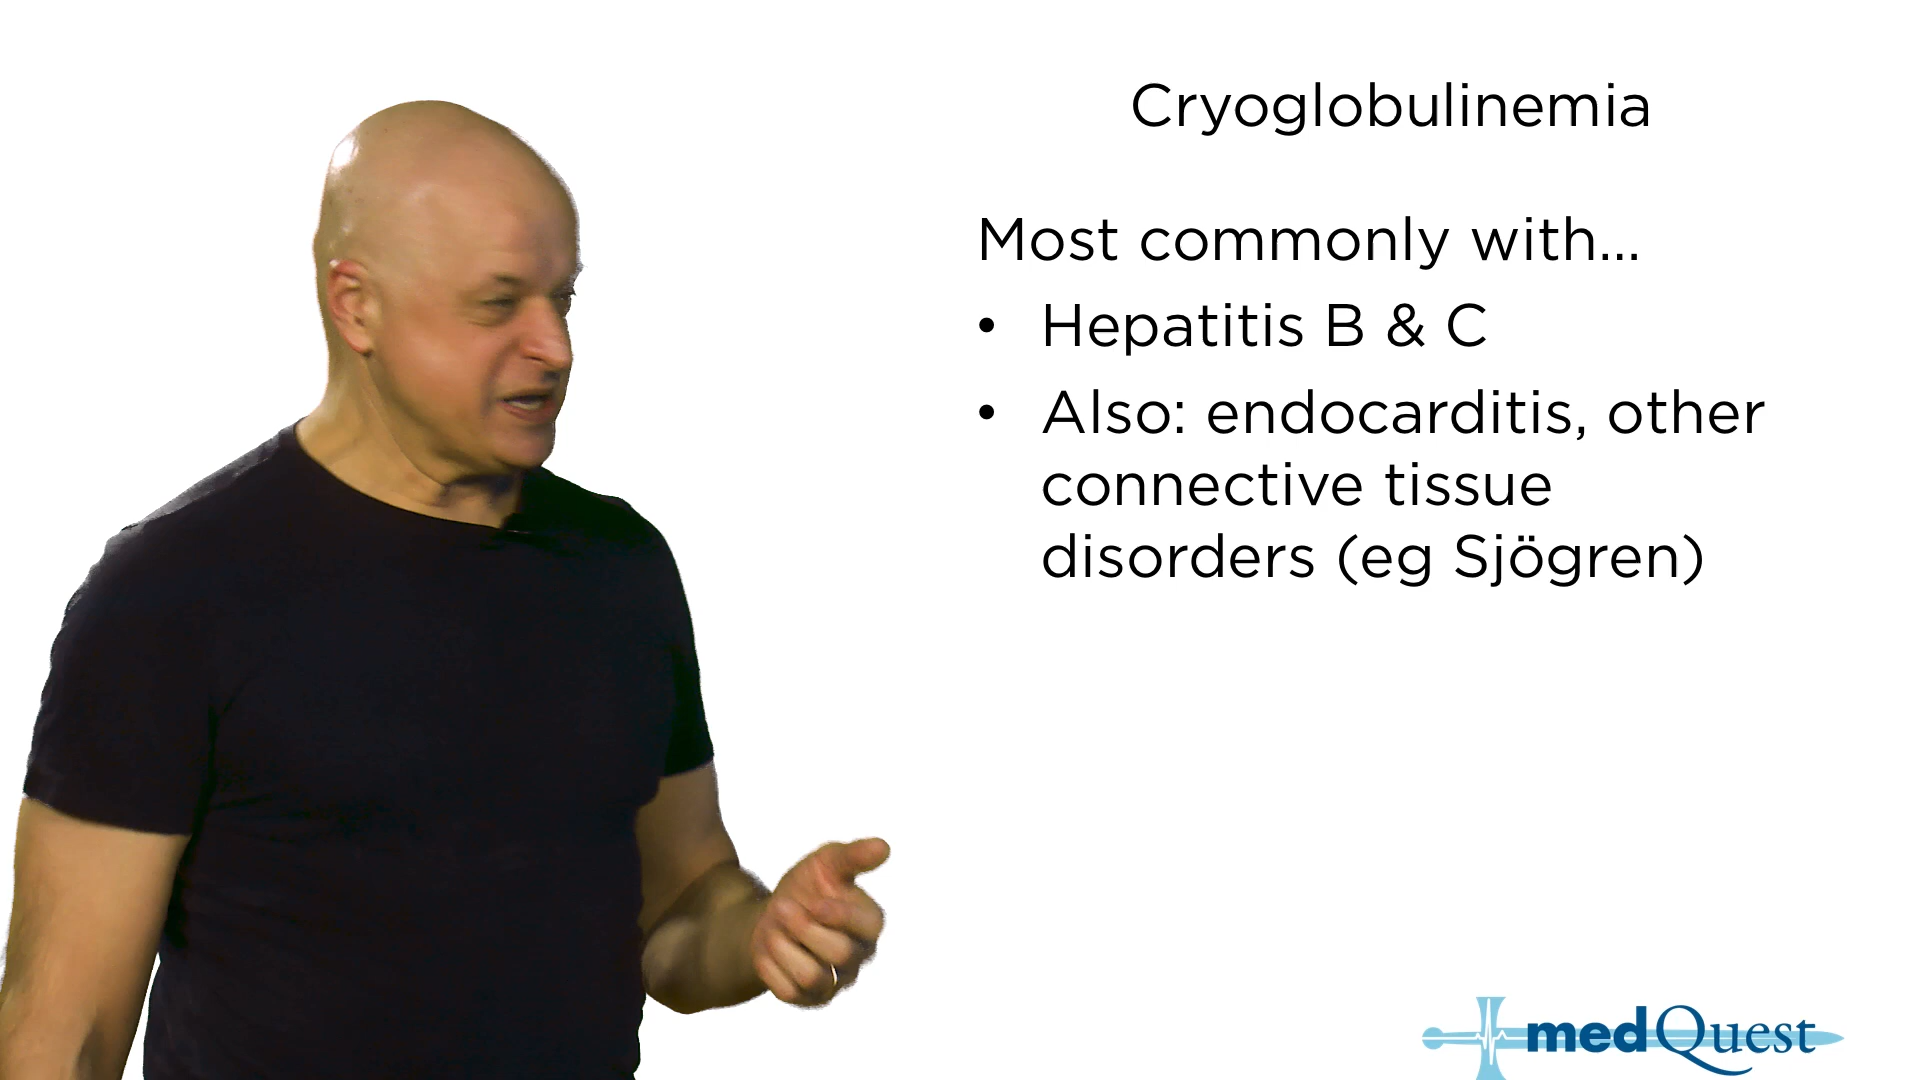 Cryoglobulinemia
Most commonly with...
• Hepatitis B & C
• Also: endocarditis, other
connective tissue
disorders (eg Sjögren)
medQuest